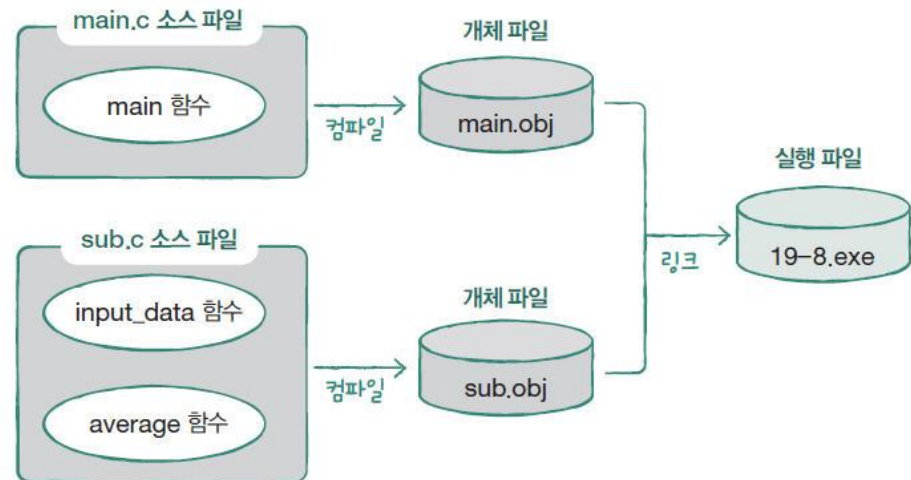 main.c 소스 파일
main 함수
컴파일
개체 파일
main.obj
sub.c 소스 파일
input_data 함수
average 함수
컴파일
개체 파일
sub.obj
링크
실행 파일
19-8.exe